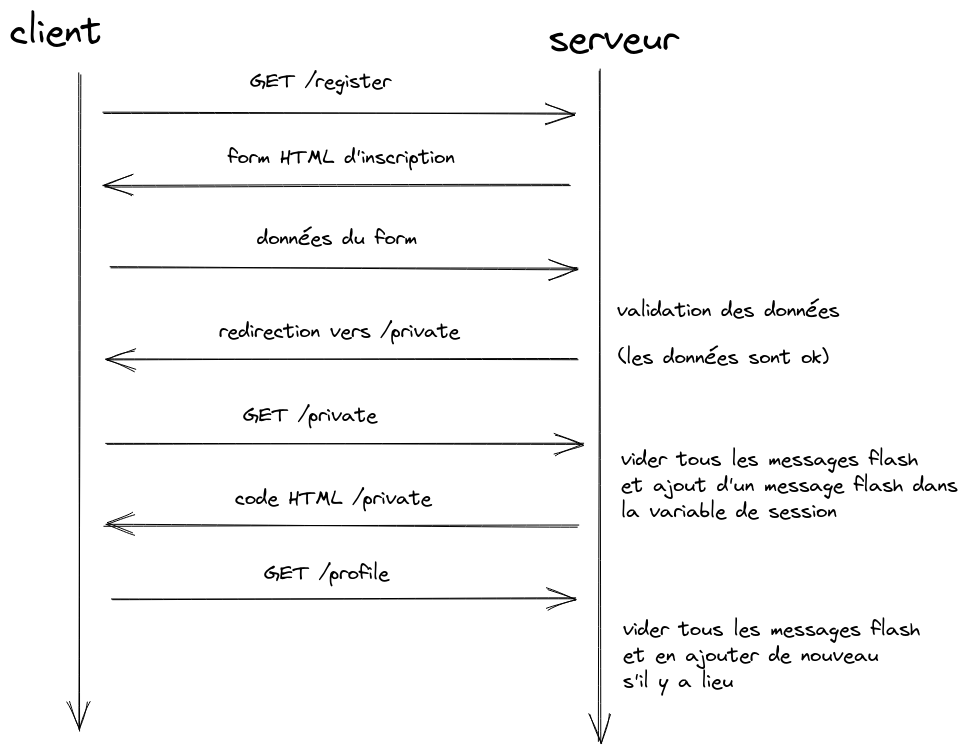 client
serveur
GET /register
form HTML d'inscription
données du form
validation des données
redirection vers /private
(les données sont ok)
GET /private
vider tous les messages flash
et ajout d'un message flash dans
la variable de session
code HTML /private
GET /profile
vider tous les messages flash
et en ajouter de nouveau
s'il y a lieu